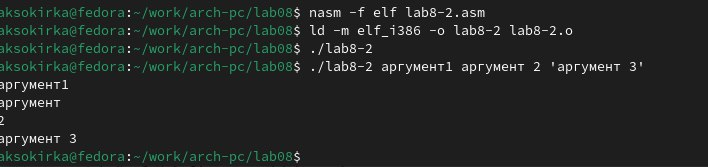 aksokirka@fedora:~/work/arch-pc/lab08$ nasm -f elf lab8-2.asm
aksokirka@fedora:~/work/arch-pc/lab08$ ld -m elf_i386 -o lab8-2 lab8-2.o
aksokirka@fedora:~/work/arch-pc/lab08$ ./lab8-2
aksokirka@fedora:~/work/arch-pc/lab08$ ./lab8-2 аргумент1 аргумент 2 'аргумент 3'
аргумент1
аргумент
2
аргумент 3
aksokirka@fedora:~/work/arch-pc/lab08$